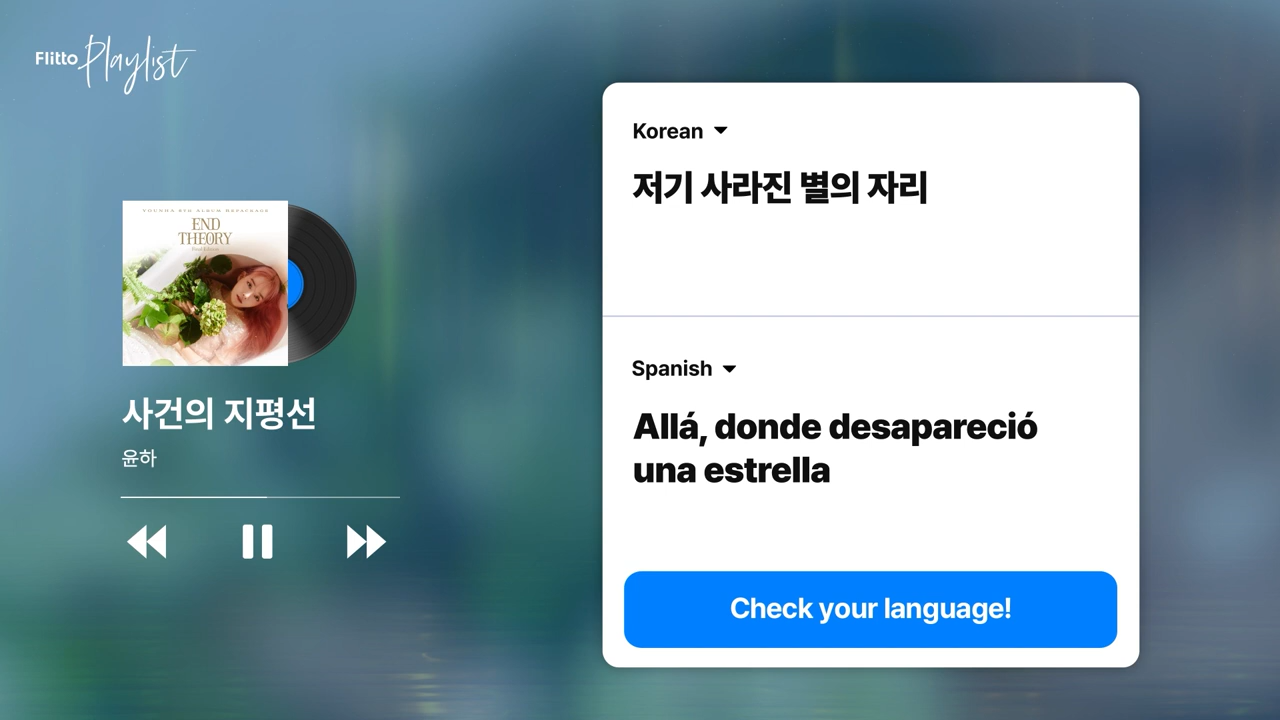 Flitto Playlist
YOUNHA 6TH ALBUM REPACKAGE
END
THEORY
사건의 지평선
윤하
Korean
저기 사라진 별의 자리
Spanish
Allá, donde desapareció
una estrella
Check your language!